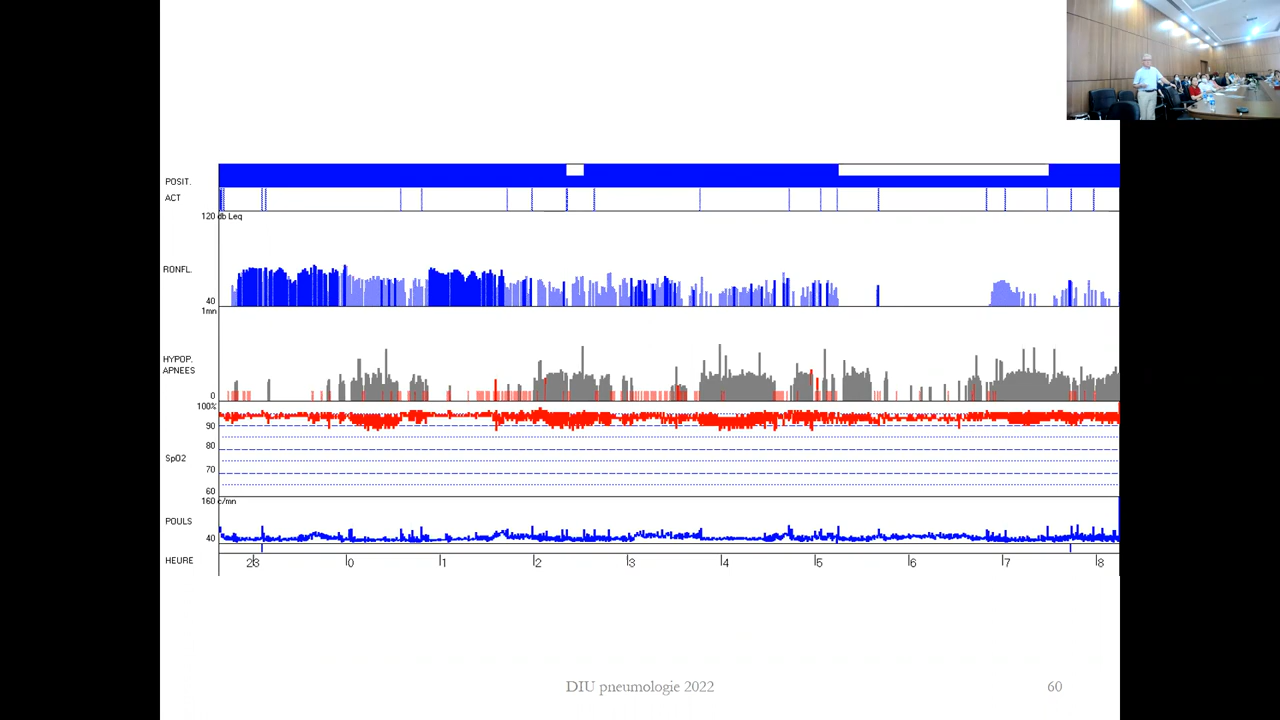 POSIT.
ACT
120 db Leq
RONFL.
40
1mn
HYPOP.
APNEES
0
100%
90
80
SpO2
70
60
160 c/mn
POULS
40
HEURE 23 0 1 2 3 4 5 6 7 8
DIU pneumologie 2022 60